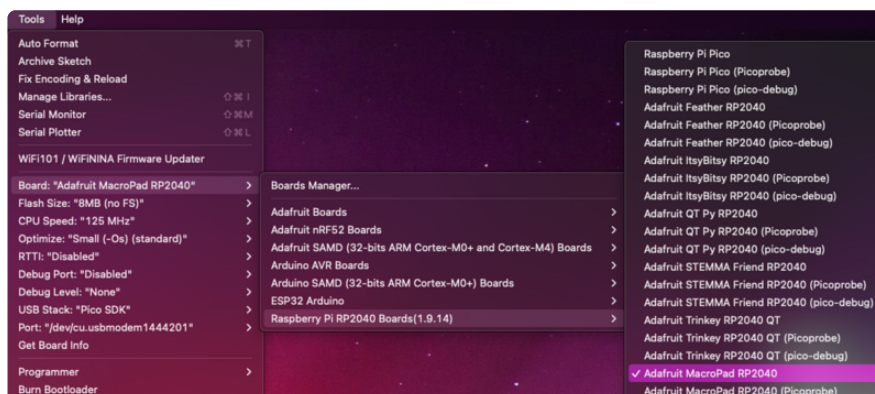 Tools Help
Auto Format ⌘T
Archive Sketch
Fix Encoding & Reload
Manage Libraries... ⇧⌘I
Serial Monitor ⇧⌘M
Serial Plotter ⇧⌘L
WiFi101 / WiFiNINA Firmware Updater
Board: "Adafruit MacroPad RP2040"
Flash Size: "8MB (no FS)"
CPU Speed: "125 MHz"
Optimize: "Small (-Os) (standard)"
RTTI: "Disabled"
Debug Port: "Disabled"
Debug Level: "None"
USB Stack: "Pico SDK"
Port: "/dev/cu.usbmodem1444201"
Get Board Info
Programmer
Burn Bootloader
Boards Manager...
Adafruit Boards
Adafruit nRF52 Boards
Adafruit SAMD (32-bits ARM Cortex-M0+ and Cortex-M4) Boards
Arduino AVR Boards
Arduino SAMD (32-bits ARM Cortex-M0+) Boards
ESP32 Arduino
Raspberry Pi RP2040 Boards(1.9.14)
Raspberry Pi Pico
Raspberry Pi Pico (Picoprobe)
Raspberry Pi Pico (pico-debug)
Adafruit Feather RP2040
Adafruit Feather RP2040 (Picoprobe)
Adafruit Feather RP2040 (pico-debug)
Adafruit ItsyBitsy RP2040
Adafruit ItsyBitsy RP2040 (Picoprobe)
Adafruit ItsyBitsy RP2040 (pico-debug)
Adafruit QT Py RP2040
Adafruit QT Py RP2040 (Picoprobe)
Adafruit QT Py RP2040 (pico-debug)
Adafruit STEMMA Friend RP2040
Adafruit STEMMA Friend RP2040 (Picoprobe)
Adafruit STEMMA Friend RP2040 (pico-debug)
Adafruit Trinkey RP2040 QT
Adafruit Trinkey RP2040 QT (Picoprobe)
Adafruit Trinkey RP2040 QT (pico-debug)
✓ Adafruit MacroPad RP2040
Adafruit MacroPad RP2040 (Picoprobe)